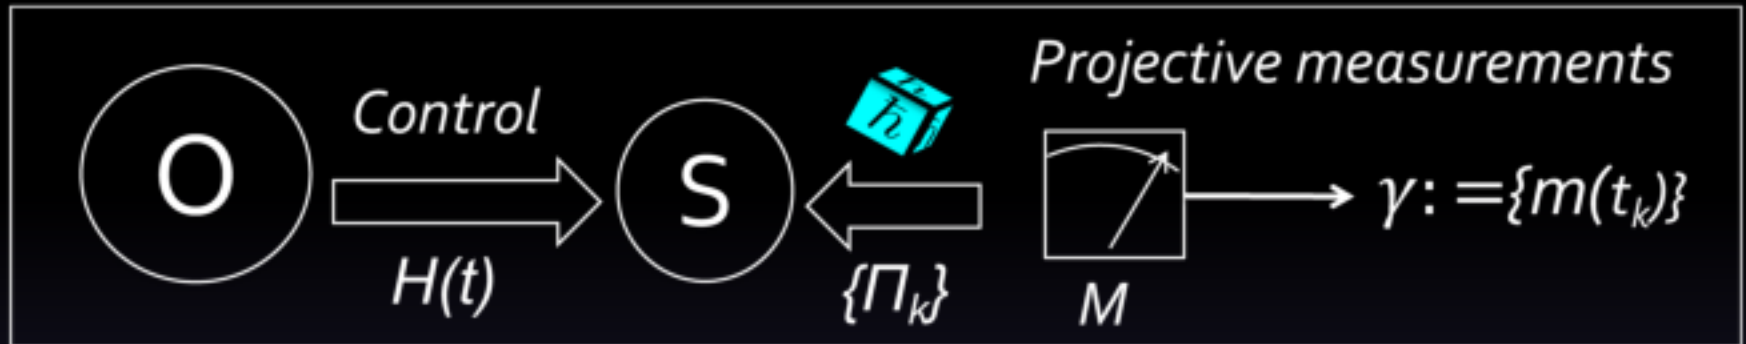 Projective measurements
Control
O
S
ħ
γ: ={m(tₖ)}
H(t)
{Πₖ}
M